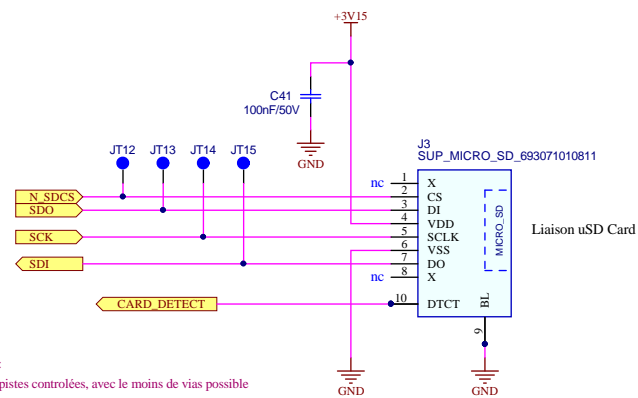 +3V15
C41
100nF/50V
GND
JT12 JT13 JT14 JT15
J3
SUP_MICRO_SD_693071010811
nc 1 X
N_SDCS 2 CS
SDO 3 DI
4 VDD
SCK 5 SCLK
6 VSS
SDI 7 DO
nc 8 X
CARD_DETECT 10 DTCT
MICRO_SD
BL
9
Liaison uSD Card
:
pistes controlées, avec le moins de vias possible
GND GND